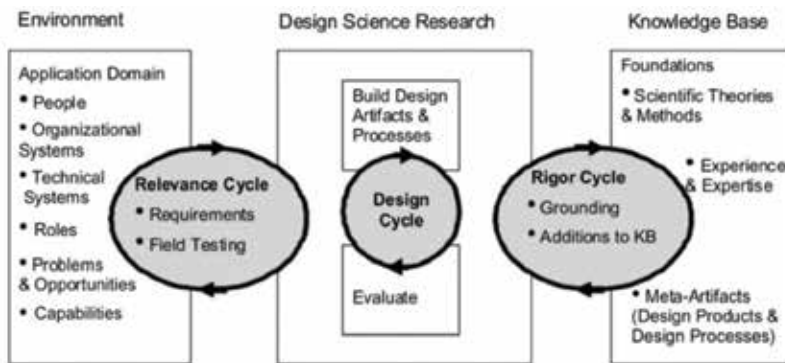 Environment
Design Science Research
Knowledge Base
Application Domain
• People
• Organizational
Systems
• Technical
Systems
• Roles
• Problems
& Opportunities
• Capabilities
Relevance Cycle
• Requirements
• Field Testing
Build Design
Artifacts &
Processes
Design
Cycle
Evaluate
Rigor Cycle
• Grounding
• Additions to KB
Foundations
• Scientific Theories
& Methods
• Experience
& Expertise
• Meta-Artifacts
(Design Products &
Design Processes)